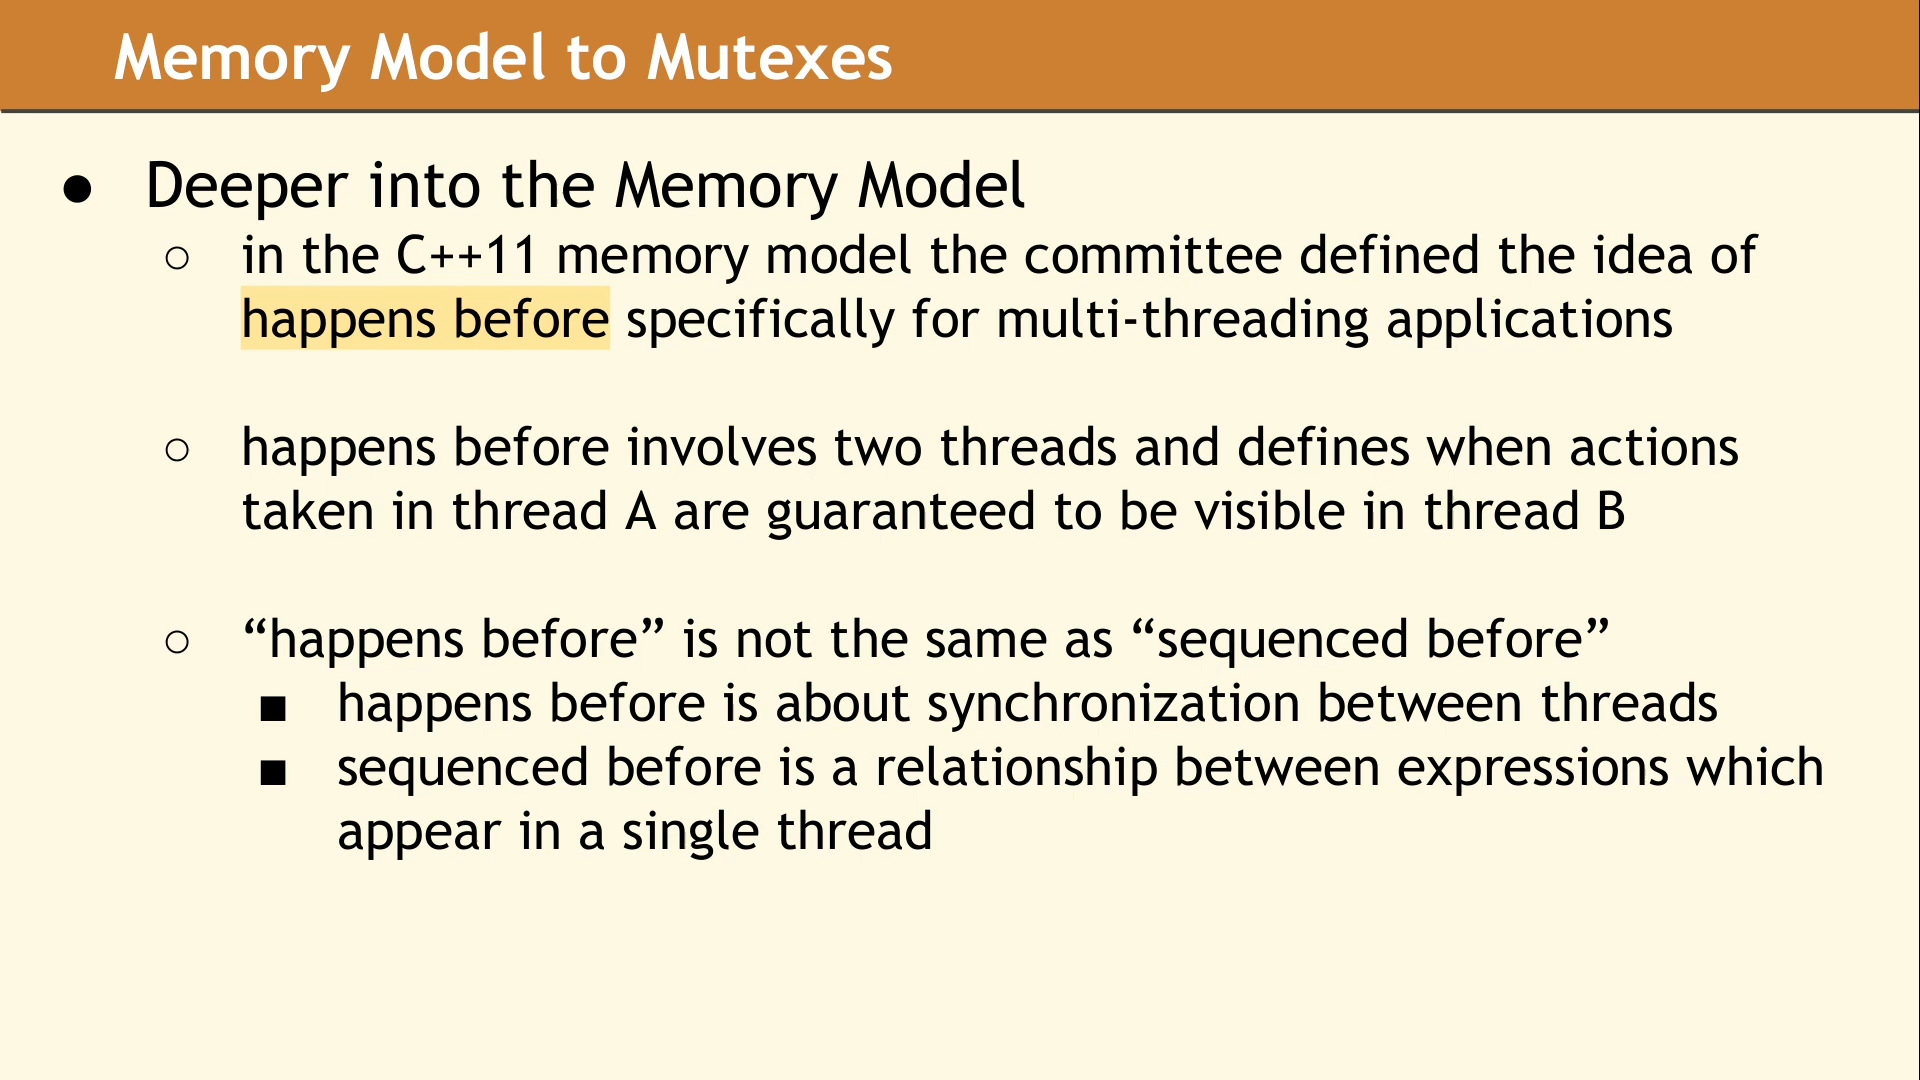 Memory Model to Mutexes
● Deeper into the Memory Model
○ in the C++11 memory model the committee defined the idea of
happens before specifically for multi-threading applications
○ happens before involves two threads and defines when actions
taken in thread A are guaranteed to be visible in thread B
○ “happens before” is not the same as “sequenced before”
■ happens before is about synchronization between threads
■ sequenced before is a relationship between expressions which
appear in a single thread